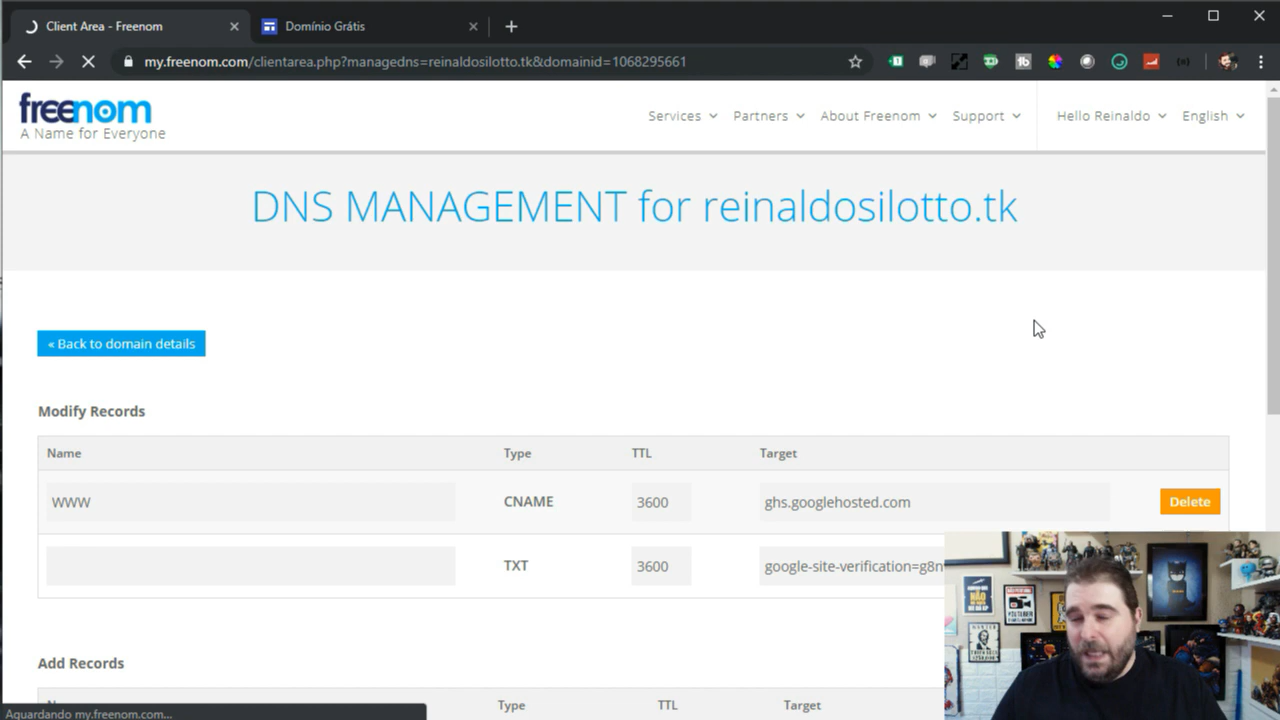 Client Area - Freenom
Domínio Grátis
my.freenom.com/clientarea.php?managedns=reinaldosilotto.tk&domainid=1068295661
freenom
A Name for Everyone
Services
Partners
About Freenom
Support
Hello Reinaldo
English
DNS MANAGEMENT for reinaldosilotto.tk
« Back to domain details
Modify Records
Name Type TTL Target
WWW CNAME 3600 ghs.googlehosted.com Delete
TXT 3600 google-site-verification=g8n
Add Records
Type TTL Target
Aguardando my.freenom.com...